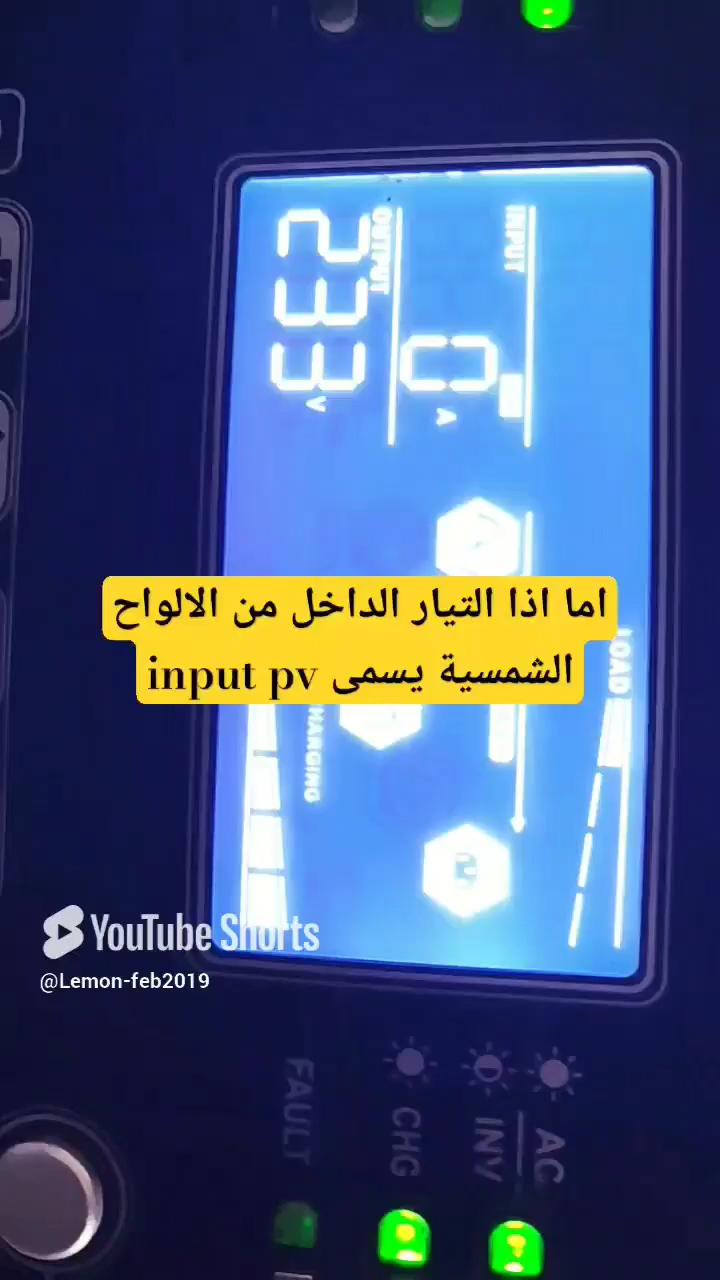 INPUT
0 A
OUTPUT
233 V
LOAD
اما اذا التيار الداخل من الالواح
الشمسية يسمى input pv
YouTube Shorts
@Lemon-feb2019
AC
INV
CHG
FAULT